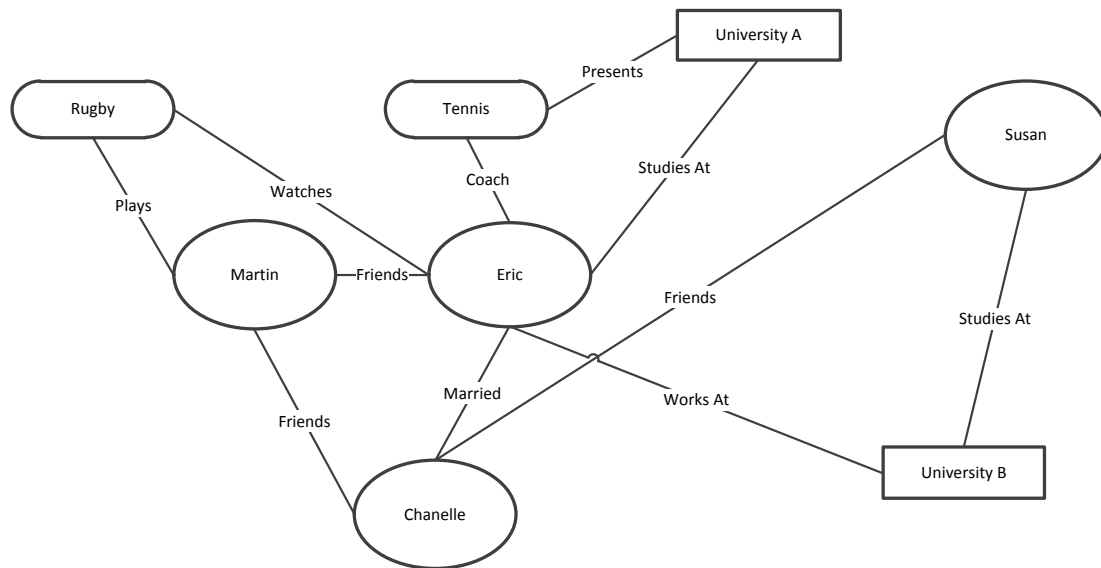 University A
Presents
Rugby
Tennis
Susan
Studies At
Coach
Watches
Plays
Martin
Friends
Eric
Friends
Studies At
Married
Works At
Friends
University B
Chanelle